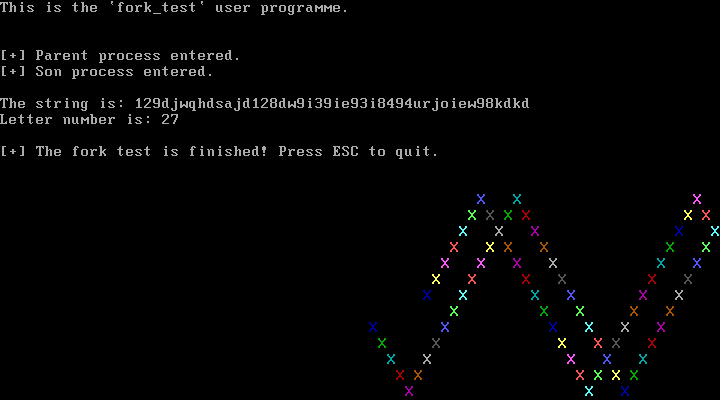 This is the 'fork_test' user programme.
[+] Parent process entered.
[+] Son process entered.
The string is: 129djwqhdsajd128dw9i39ie93i8494urjoiew98kdkd
Letter number is: 27
[+] The fork test is finished! Press ESC to quit.
X X X
X X X X X X
X X X X X
X X X X X X
X X X X X X
X X X X X X
X X X X X X
X X X X X X
X X X X X X
X X X X X X
X X X X X X
X X X X X X
X X X